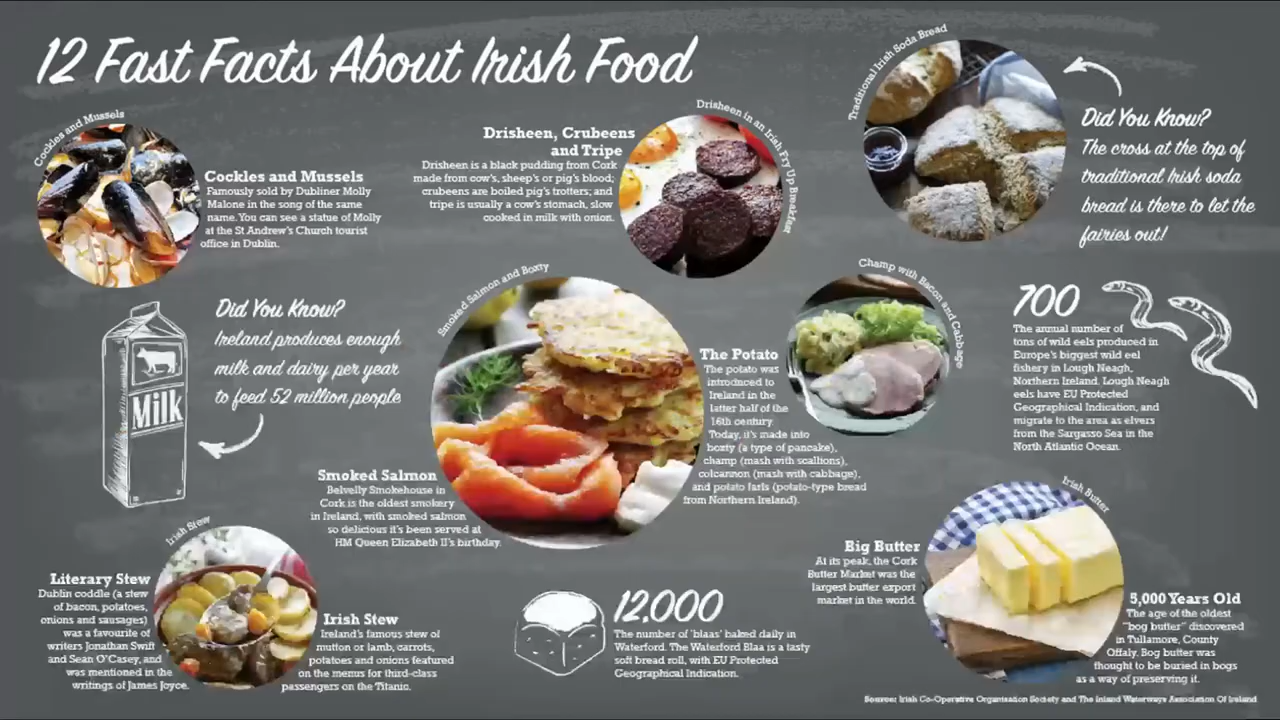 12 Fast Facts About Irish Food
Cockles and Mussels
Cockles and Mussels
Famously sold by Dubliner Molly
Malone in the song of the same
name. You can see a statue of Molly
at the St Andrew's Church tourist
office in Dublin.
Drisheen, Crubeens
and Tripe
Drisheen is a black pudding from Cork
made from cow's, sheep's or pig's blood;
crubeens are boiled pig's trotters; and
tripe is usually a cow's stomach, slow
cooked in milk with onion.
Drisheen in an Irish Fry Up Breakfast
Traditional Irish Soda Bread
Did You Know?
The cross at the top of
traditional Irish soda
bread is there to let the
fairies out!
Milk
Did You Know?
Ireland produces enough
milk and dairy per year
to feed 52 million people
Smoked Salmon and Boxty
Smoked Salmon
Belvelly Smokehouse in
Cork is the oldest smokery
in Ireland, with smoked salmon
so delicious it's been served at
HM Queen Elizabeth II's birthday.
The Potato
The potato was
introduced to
Ireland in the
latter half of the
16th century.
Today, it's made into
boxty (a type of pancake),
champ (mash with scallions),
colcannon (mash with cabbage),
and potato farls (potato-type bread
from Northern Ireland).
Champ with Bacon and Cabbage
700
The annual number of
tons of wild eels produced in
Europe's biggest wild eel
fishery in Lough Neagh,
Northern Ireland. Lough Neagh
eels have EU Protected
Geographical Indication, and
migrate to the area as elvers
from the Sargasso Sea in the
North Atlantic Ocean.
Irish Stew
Literary Stew
Dublin coddle (a stew
of bacon, potatoes,
onions and sausages)
was a favourite of
writers Jonathan Swift
and Sean O'Casey, and
was mentioned in the
writings of James Joyce.
Irish Stew
Ireland's famous stew of
mutton or lamb, carrots,
potatoes and onions featured
on the menus for third-class
passengers on the Titanic.
12,000
The number of 'blaas' baked daily in
Waterford. The Waterford Blaa is a tasty
soft bread roll, with EU Protected
Geographical Indication.
Big Butter
At its peak, the Cork
Butter Market was the
largest butter export
market in the world.
Irish Butter
5,000 Years Old
The age of the oldest
"bog butter" discovered
in Tullamore, County
Offaly. Bog butter was
thought to be buried in bogs
as a way of preserving it.
Source: Irish Co-Operative Organisation Society and The Inland Waterways Association Of Ireland